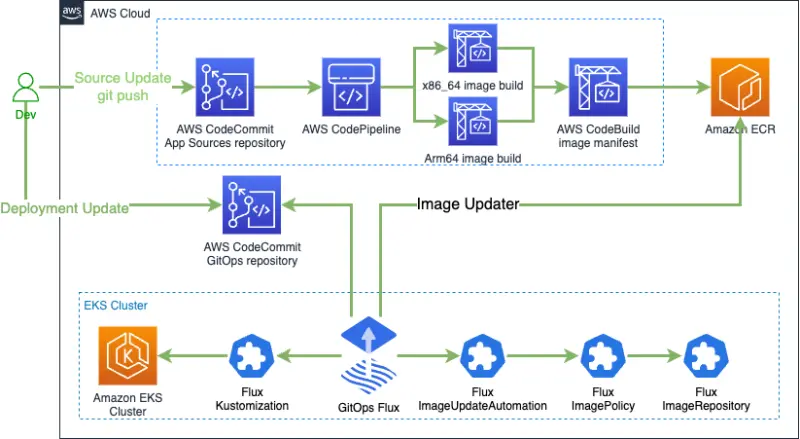 aws
AWS Cloud
Source Update
git push
Dev
AWS CodeCommit
App Sources repository
AWS CodePipeline
x86_64 image build
Arm64 image build
AWS CodeBuild
image manifest
Amazon ECR
Deployment Update
AWS CodeCommit
GitOps repository
Image Updater
EKS Cluster
Amazon EKS
Cluster
Flux
Kustomization
GitOps Flux
Flux
ImageUpdateAutomation
Flux
ImagePolicy
Flux
ImageRepository